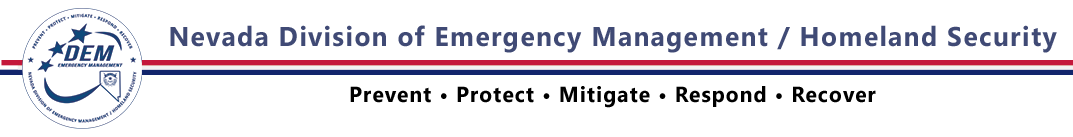 PREVENT • PROTECT • MITIGATE • RESPOND • RECOVER
DEM
EMERGENCY MANAGEMENT
NEVADA DIVISION OF EMERGENCY MANAGEMENT / HOMELAND SECURITY
Nevada Division of Emergency Management / Homeland Security
Prevent • Protect • Mitigate • Respond • Recover